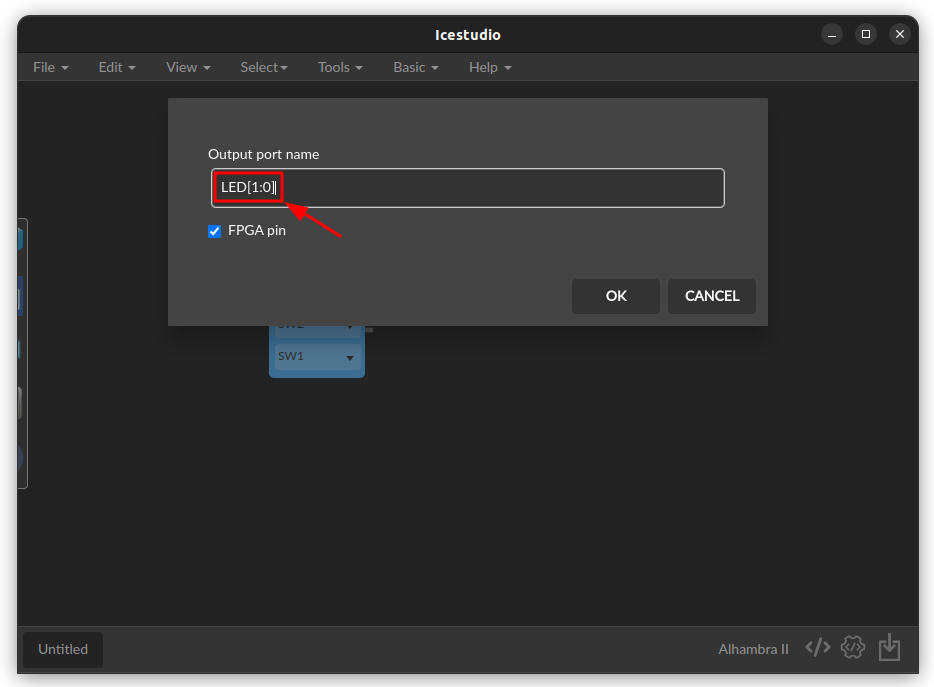 Icestudio
File Edit View Select Tools Basic Help
Output port name
LED[1:0]
FPGA pin
OK CANCEL
SW2
SW1
Untitled
Alhambra II </>